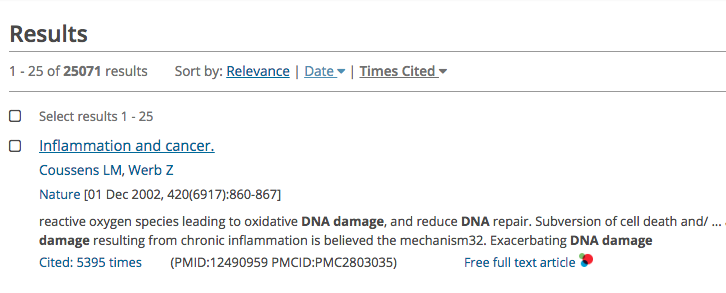 Results
1 - 25 of 25071 results Sort by: Relevance | Date | Times Cited
Select results 1 - 25
Inflammation and cancer.
Coussens LM, Werb Z
Nature [01 Dec 2002, 420(6917):860-867]
reactive oxygen species leading to oxidative DNA damage, and reduce DNA repair. Subversion of cell death and/ ...
damage resulting from chronic inflammation is believed the mechanism32. Exacerbating DNA damage
Cited: 5395 times (PMID:12490959 PMCID:PMC2803035) Free full text article